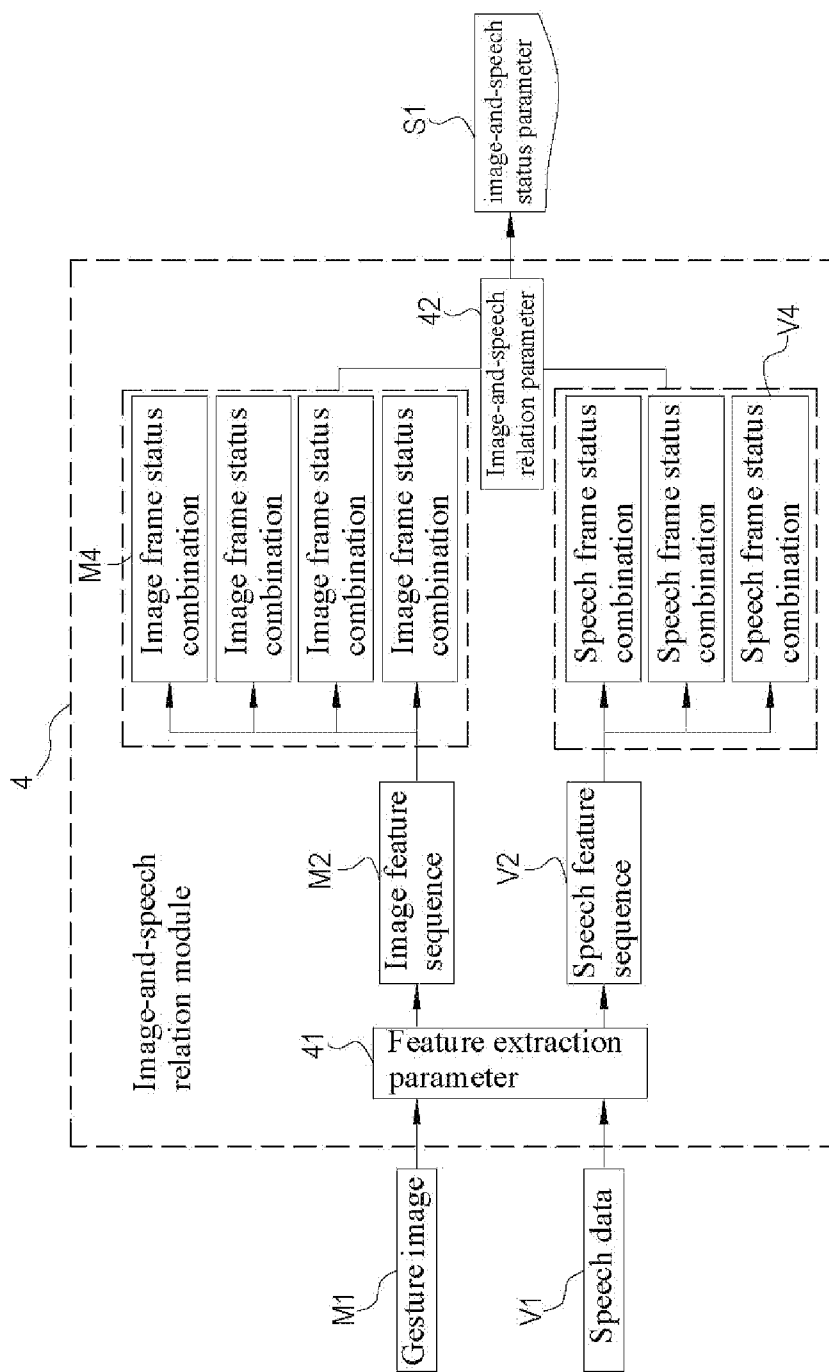 4
Image-and-speech
relation module
M1
Gesture image
V1
Speech data
41
Feature extraction
parameter
M2
Image feature
sequence
V2
Speech feature
sequence
M4
Image frame status
combination
Image frame status
combination
Image frame status
combination
Image frame status
combination
Speech frame status
combination
Speech frame status
combination
Speech frame status
combination
V4
42
Image-and-speech
relation parameter
S1
image-and-speech
status parameter